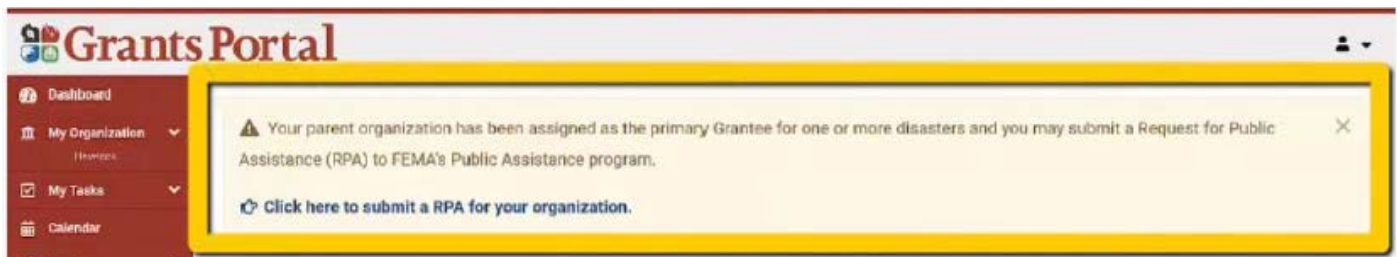 Grants Portal
Dashboard
My Organization
My Tasks
Calendar
Your parent organization has been assigned as the primary Grantee for one or more disasters and you may submit a Request for Public
Assistance (RPA) to FEMA's Public Assistance program.
Click here to submit a RPA for your organization.